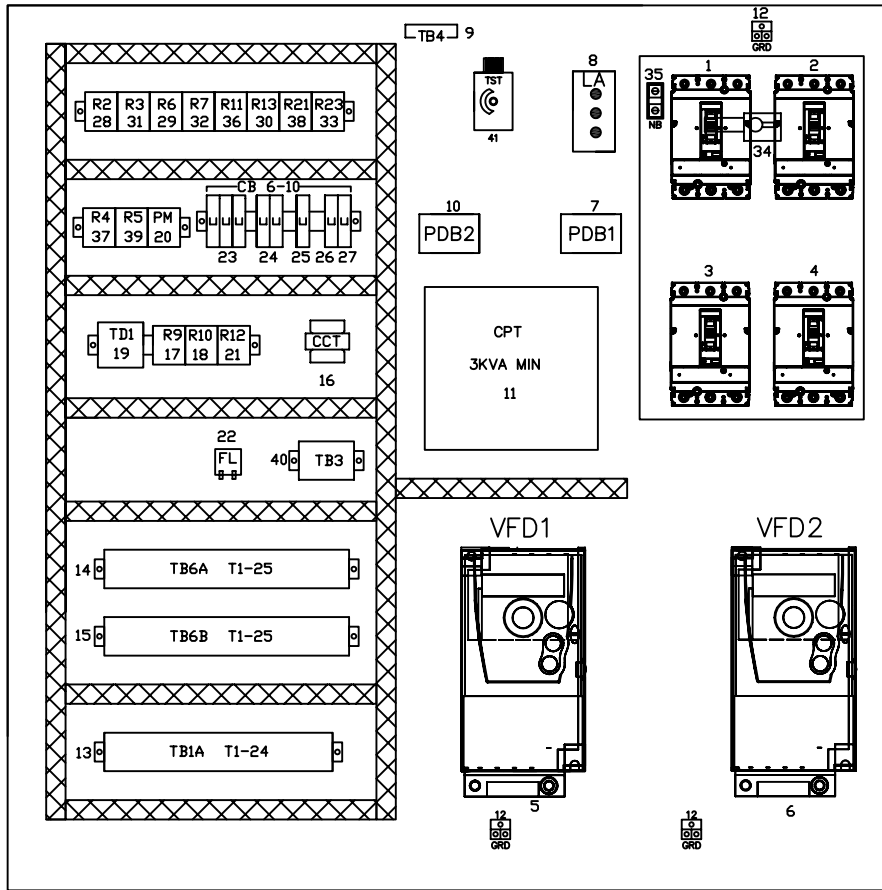 12
GRD
TB4 9
TST
41
8
LA
35
NB
1
2
34
R2 R3 R6 R7 R11 R13 R21 R23
28 31 29 32 36 30 38 33
CB 6-10
R4 R5 PM
37 39 20
23 24 25 26 27
10
PDB2
7
PDB1
3
4
TD1
19
R9 R10 R12
17 18 21
CCT
16
CPT
3KVA MIN
11
22
FL
40 TB3
VFD1
VFD2
14 TB6A T1-25
15 TB6B T1-25
13 TB1A T1-24
5
6
12
GRD
12
GRD